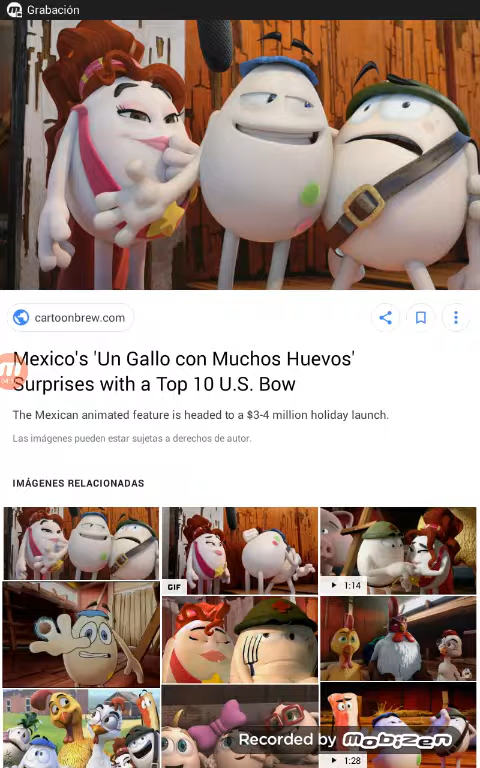 Grabación
cartoonbrew.com
Mexico's 'Un Gallo con Muchos Huevos'
Surprises with a Top 10 U.S. Bow
The Mexican animated feature is headed to a $3-4 million holiday launch.
Las imágenes pueden estar sujetas a derechos de autor.
IMÁGENES RELACIONADAS
GIF
1:14
Recorded by mobizen
1:28